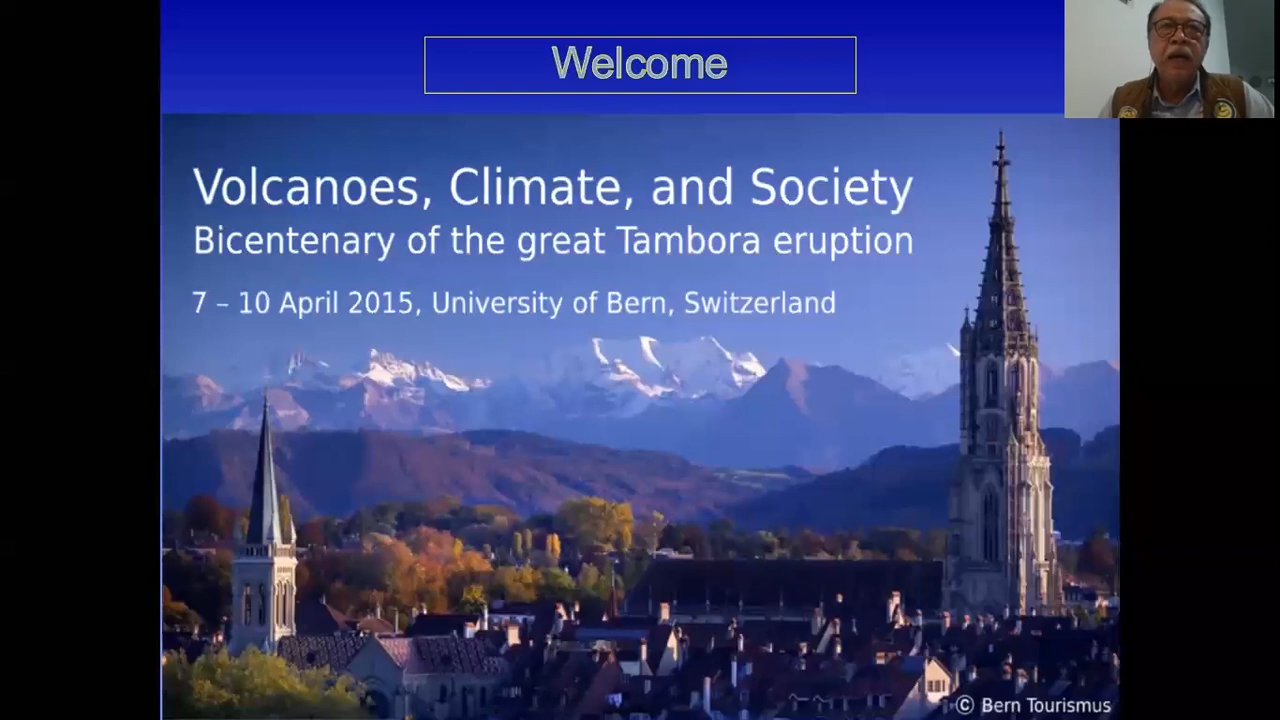 Welcome
Volcanoes, Climate, and Society
Bicentenary of the great Tambora eruption
7 – 10 April 2015, University of Bern, Switzerland
© Bern Tourismus